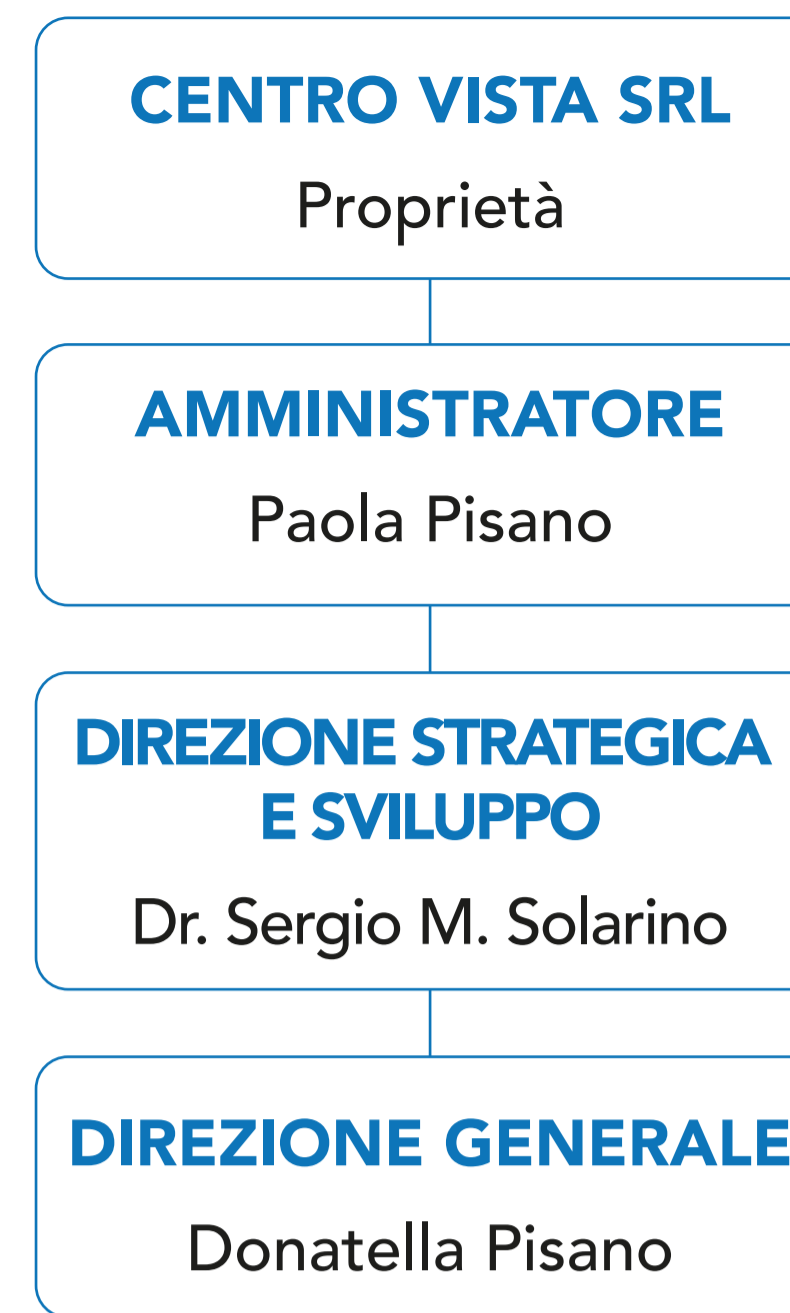 CENTRO VISTA SRL
Proprietà
AMMINISTRATORE
Paola Pisano
DIREZIONE STRATEGICA
E SVILUPPO
Dr. Sergio M. Solarino
DIREZIONE GENERALE
Donatella Pisano